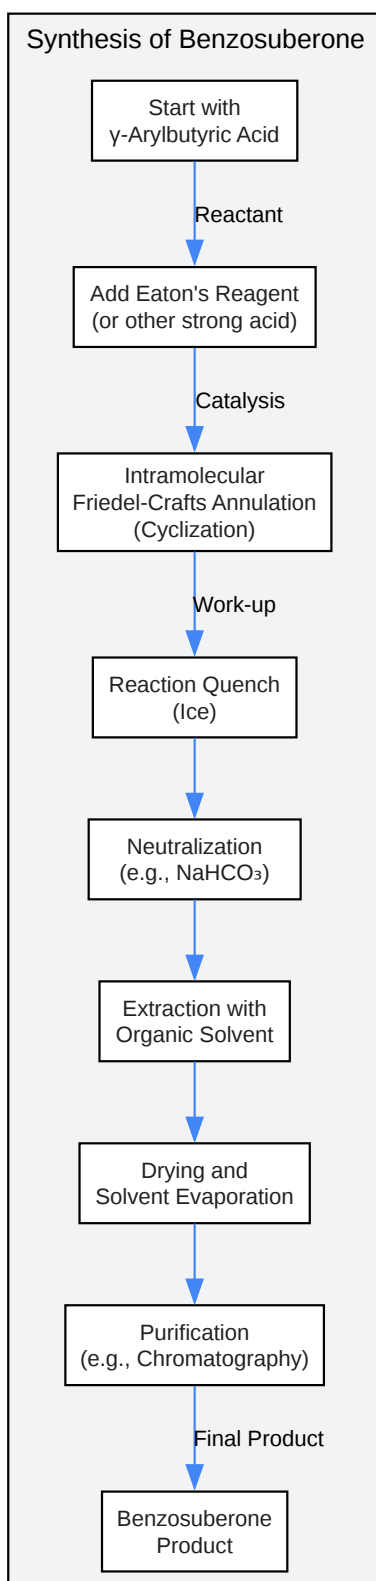 Synthesis of Benzosuberone
Start with
γ-Arylbutyric Acid
Reactant
Add Eaton's Reagent
(or other strong acid)
Catalysis
Intramolecular
Friedel-Crafts Annulation
(Cyclization)
Work-up
Reaction Quench
(Ice)
Neutralization
(e.g., NaHCO₃)
Extraction with
Organic Solvent
Drying and
Solvent Evaporation
Purification
(e.g., Chromatography)
Final Product
Benzosuberone
Product